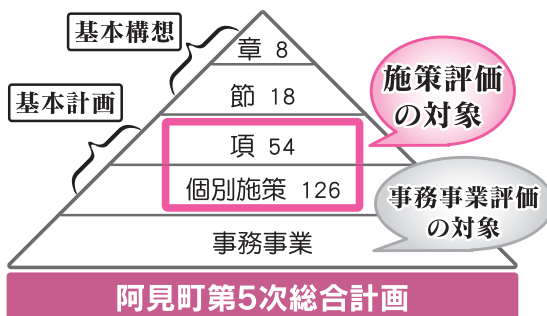 基本構想
章 8
基本計画
節 18
施策評価
の対象
項 54
個別施策 126
事務事業評価
の対象
事務事業
阿見町第5次総合計画